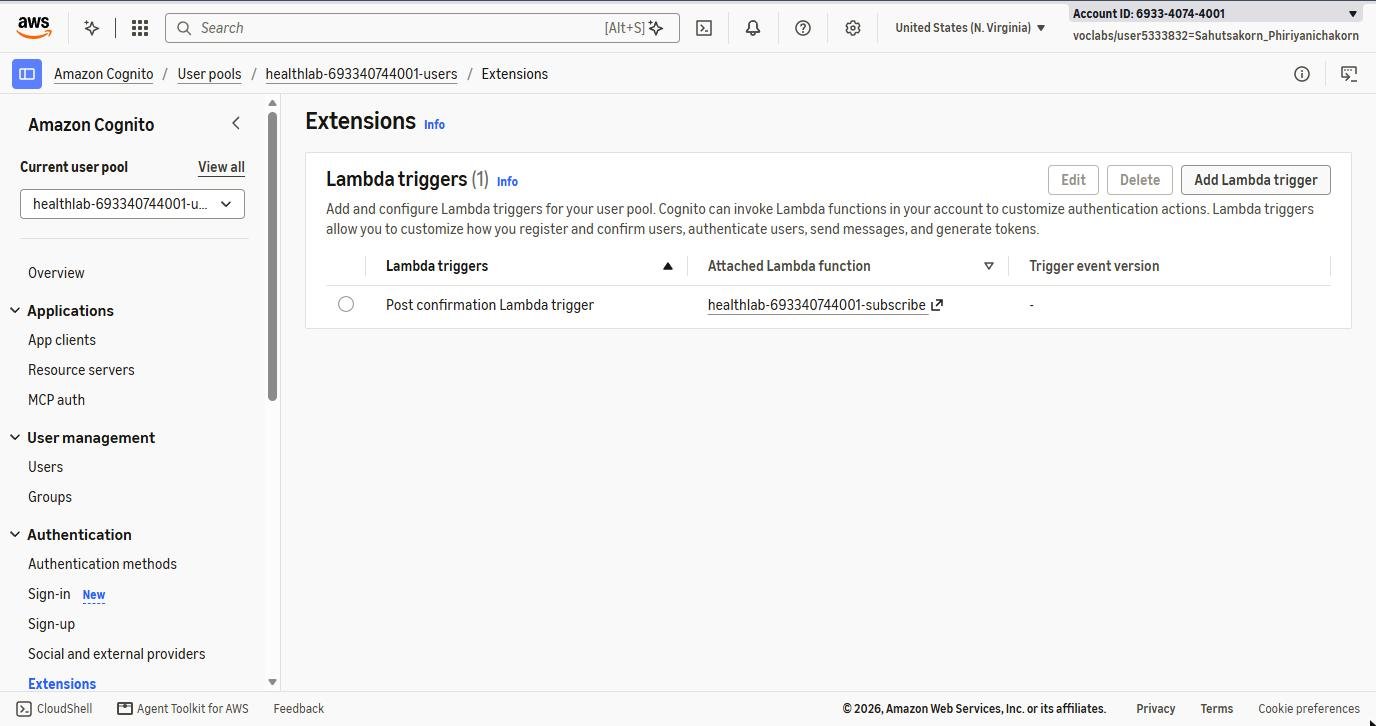 aws
Search
[Alt+S]
United States (N. Virginia)
Account ID: 6933-4074-4001
voclabs/user5333832=Sahutsakorn_Phiriyanichakorn
Amazon Cognito / User pools / healthlab-693340744001-users / Extensions
Amazon Cognito
Current user pool
View all
healthlab-693340744001-u...
Overview
Applications
App clients
Resource servers
MCP auth
User management
Users
Groups
Authentication
Authentication methods
Sign-in New
Sign-up
Social and external providers
Extensions
Extensions Info
Lambda triggers (1) Info
Edit
Delete
Add Lambda trigger
Add and configure Lambda triggers for your user pool. Cognito can invoke Lambda functions in your account to customize authentication actions. Lambda triggers
allow you to customize how you register and confirm users, authenticate users, send messages, and generate tokens.
Lambda triggers Attached Lambda function Trigger event version
Post confirmation Lambda trigger healthlab-693340744001-subscribe -
CloudShell Agent Toolkit for AWS Feedback © 2026, Amazon Web Services, Inc. or its affiliates. Privacy Terms Cookie preferences